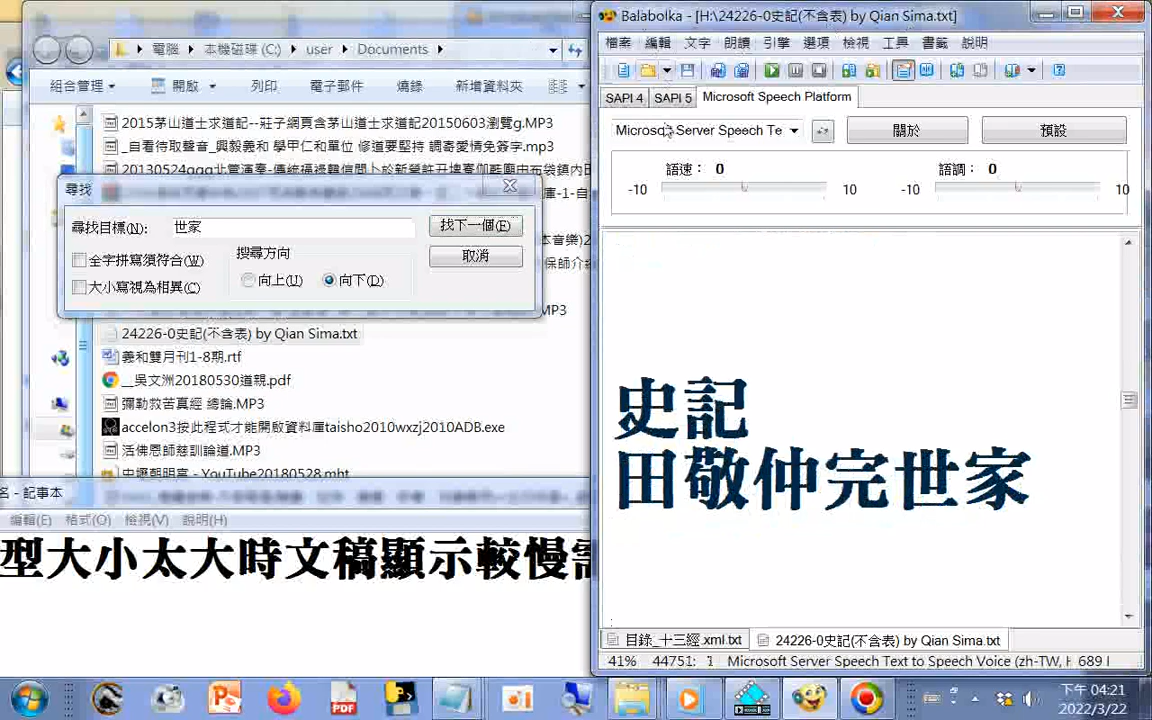 Balabolka - [H:\24226-0史記(不含表) by Qian Sima.txt]
檔案 編輯 文字 朗讀 引擎 選項 檢視 工具 書籤 說明
SAPI 4 SAPI 5 Microsoft Speech Platform
Microsoft Server Speech Te 關於 預設
語速： 0 語調： 0
-10 10 -10 10
史記
田敬仲完世家
目錄_十三經.xml.txt 24226-0史記(不含表) by Qian Sima txt
41% 44751: 1 Microsoft Server Speech Text to Speech Voice (zh-TW, 689
電腦 本機磁碟 (C:) user Documents
組合管理 開啟 列印 電子郵件 燒錄 新增資料夾
2015茅山道士求道記--莊子網頁含茅山道士求道記20150603瀏覽g.MP3
_自看待取聲音_興毅義和 學甲仁和單位 修道要堅持 調寄愛情免簽字.mp3
尋找
尋找目標(N): 世家 找下一個(F)
全字拼寫須符合(W) 搜尋方向 取消
大小寫視為相異(C) 向上(U) 向下(D)
24226-0史記(不含表) by Qian Sima.txt
義和雙月刊1-8期.rtf
__吳文洲20180530道親.pdf
彌勒救苦真經 總論.MP3
accelon3按此程式才能開啟資料庫taisho2010wxzj2010ADB.exe
活佛恩師慈訓論道.MP3
名 - 記事本
編輯(E) 格式(O) 檢視(V) 說明(H)
型大小太大時文稿顯示較慢需
下午 04:21
2022/3/22